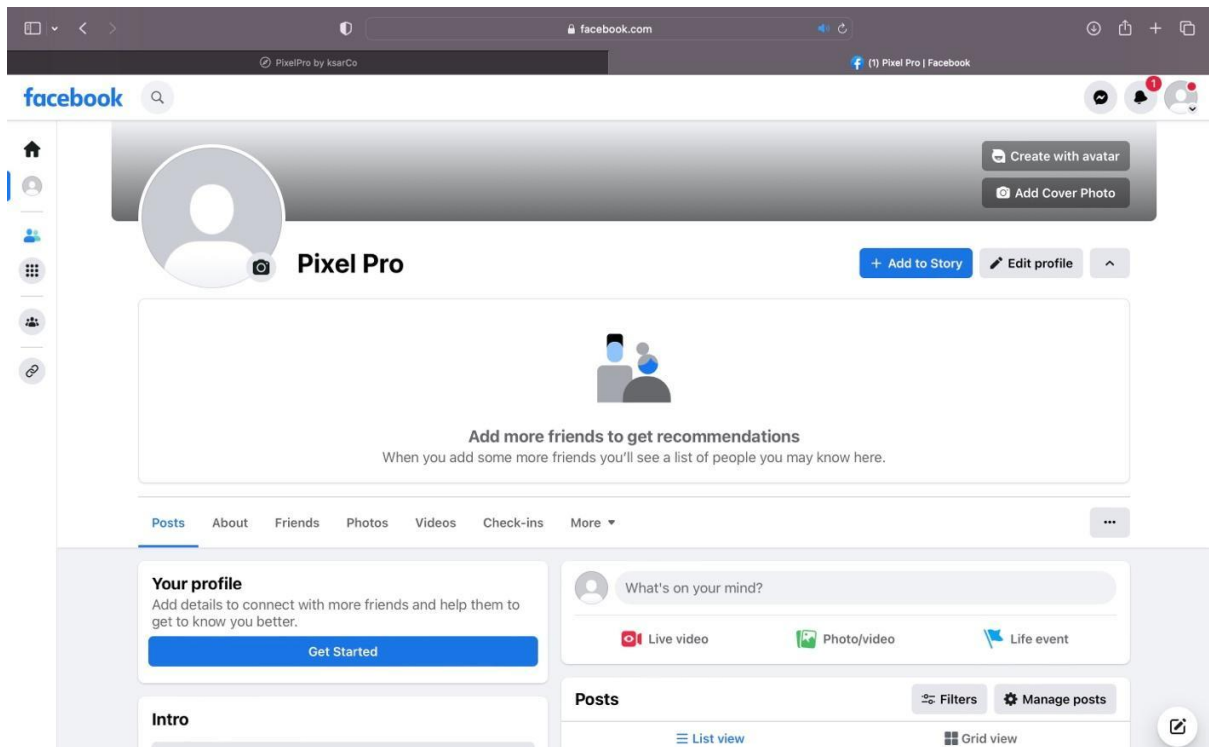 facebook.com
PixelPro by ksarCo
(1) Pixel Pro | Facebook
facebook
1
Create with avatar
Add Cover Photo
Pixel Pro
+ Add to Story
Edit profile
Add more friends to get recommendations
When you add some more friends you'll see a list of people you may know here.
Posts About Friends Photos Videos Check-ins More
Your profile
Add details to connect with more friends and help them to
get to know you better.
Get Started
What's on your mind?
Live video Photo/video Life event
Posts Filters Manage posts
Intro
List view Grid view